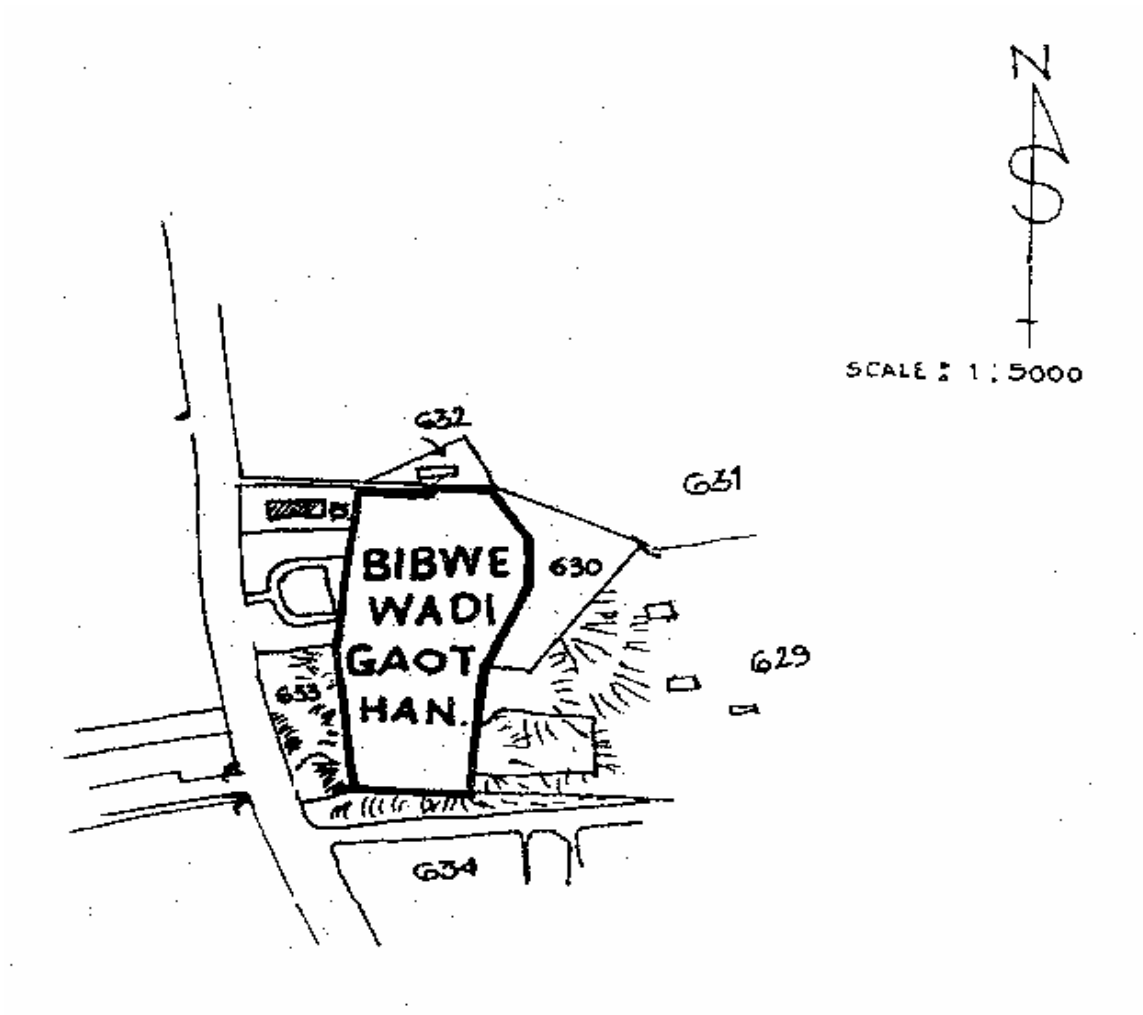 N
S
SCALE : 1 : 5000
632
631
BIBWE
630
WADI
GAOT
629
633
HAN.
634